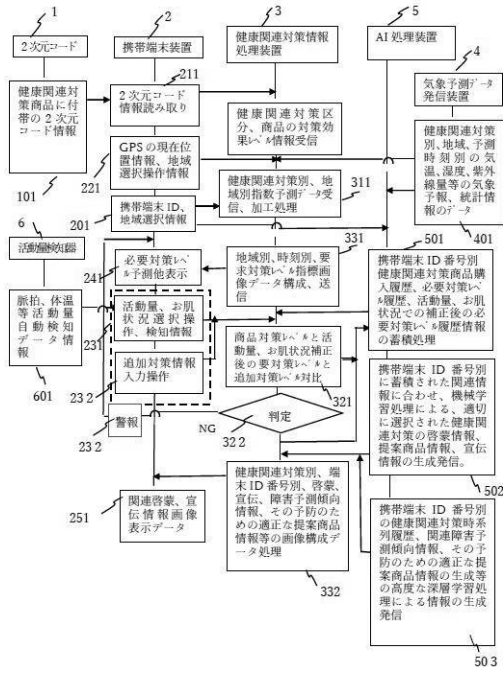 1
2次元コード
健康関連対
策商品に付
帯の2次元
コード情報
101
6
活動量検知器
脈拍、体温
等活動量
自動検知
データ情
報
601
2
携帯端末装置
211
2次元コード
情報読み取り
GPSの現在位
置情報、地域
選択操作情報
221
携帯端末ID、
地域選択情報
201
必要対策レベル
予測他表示
241
活動量、お肌
状況選択操
作、検知情報
231
追加対策情報
入力操作
232
警報
232
NG
関連啓蒙、宣
伝情報画像
表示データ
251
3
健康関連対策情報
処理装置
健康関連対策区
分、商品の対策効
果レベル情報受信
健康関連対策別、地
域別指数予測データ
受信、加工処理
311
331
地域別、時刻別、要
求対策レベル指標画
像データ構成、送
信
商品対策レベルと活
動量、お肌状況補正
後の要対策レベルと
追加対策レベル対比
321
判定
322
健康関連対策別、端
末ID番号別、啓蒙、
宣伝、障害予測傾向
情報、その予防のた
めの適正な提案商品
情報等の画像構成デ
ータ処理
332
5
AI処理装置
4
気象予測データ
発信装置
健康関連対策
別、地域、予測
時刻別の気
温、湿度、紫外
線量等の気象
予報、統計情
報のデータ
401
501
携帯端末ID番号別
健康関連対策商品購
入履歴、必要対策レベ
ル履歴、活動量、お肌
状況での補正後の必
要対策レベル履歴情報
の蓄積処理
携帯端末ID番号別
に蓄積された関連情
報に合わせ、機械学
習処理による、適切
に選択された健康関
連対策の啓蒙情報、
提案商品情報、宣伝
情報の生成発信。
502
携帯端末ID番号別
の健康関連対策時系
列履歴、関連障害予
測傾向情報、その予
防のための適正な提
案商品情報の生成等
の高度な深層学習処
理による情報の生成
発信
503